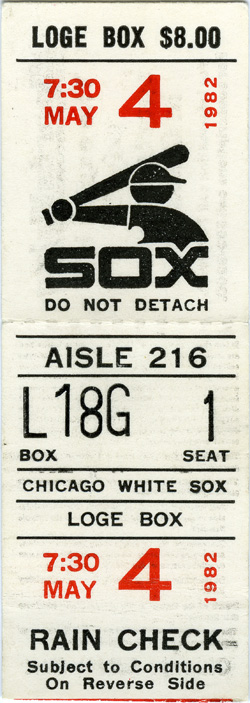 LOGE BOX $8.00
7:30 MAY 4 1982
SOX
DO NOT DETACH
AISLE 216
L18G 1
BOX SEAT
CHICAGO WHITE SOX
LOGE BOX
7:30 MAY 4 1982
RAIN CHECK
Subject to Conditions
On Reverse Side